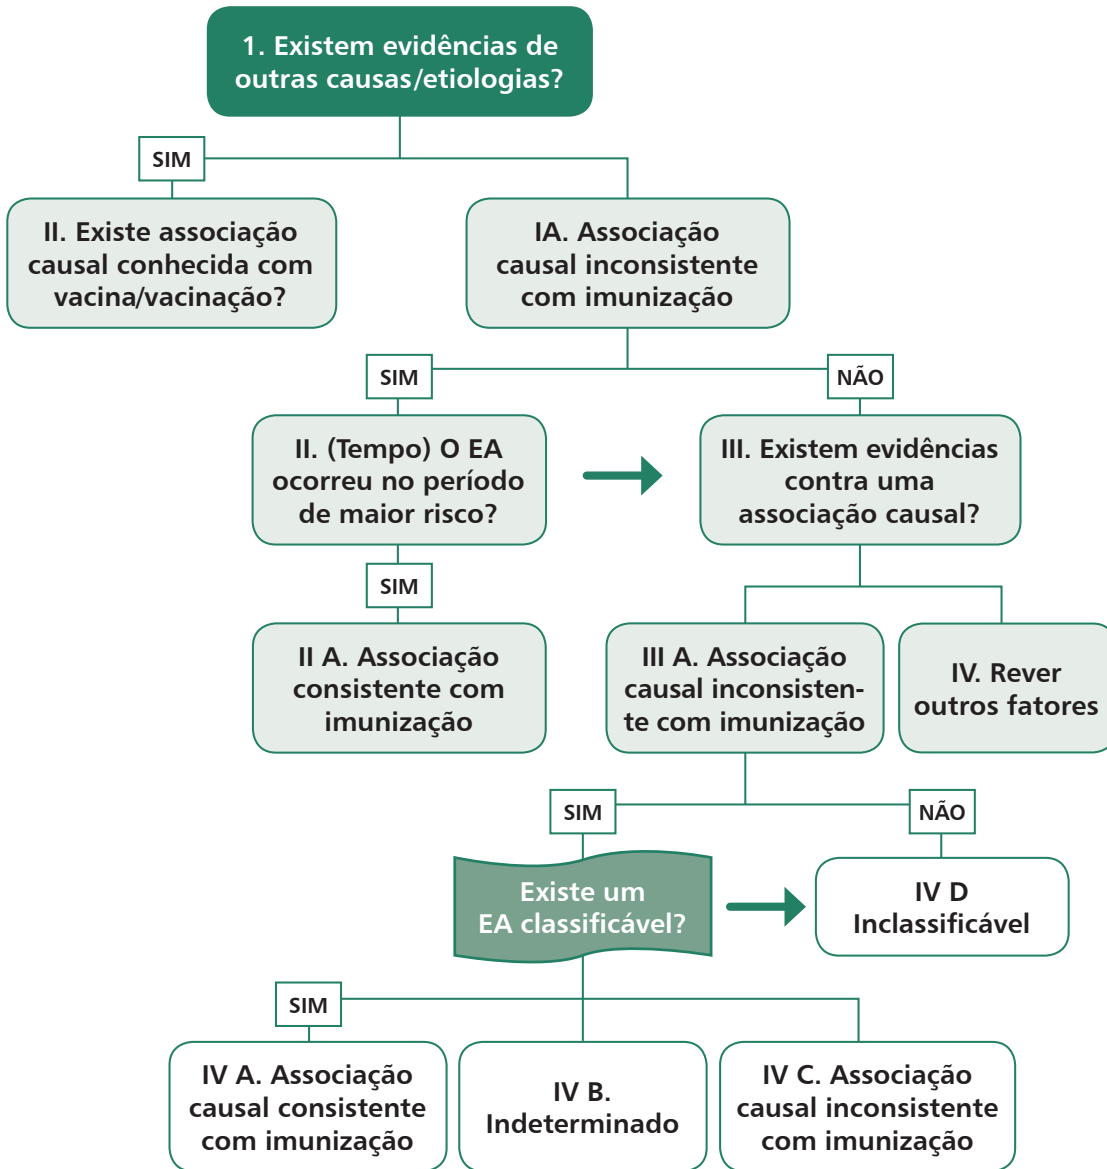 1. Existem evidências de
outras causas/etiologias?
SIM
II. Existe associação
causal conhecida com
vacina/vacinação?
IA. Associação
causal inconsistente
com imunização
SIM
NÃO
II. (Tempo) O EA
ocorreu no período
de maior risco?
III. Existem evidências
contra uma
associação causal?
SIM
II A. Associação
consistente com
imunização
III A. Associação
causal inconsisten-
te com imunização
IV. Rever
outros fatores
SIM
NÃO
Existe um
EA classificável?
IV D
Inclassificável
SIM
IV A. Associação
causal consistente
com imunização
IV B.
Indeterminado
IV C. Associação
causal inconsistente
com imunização